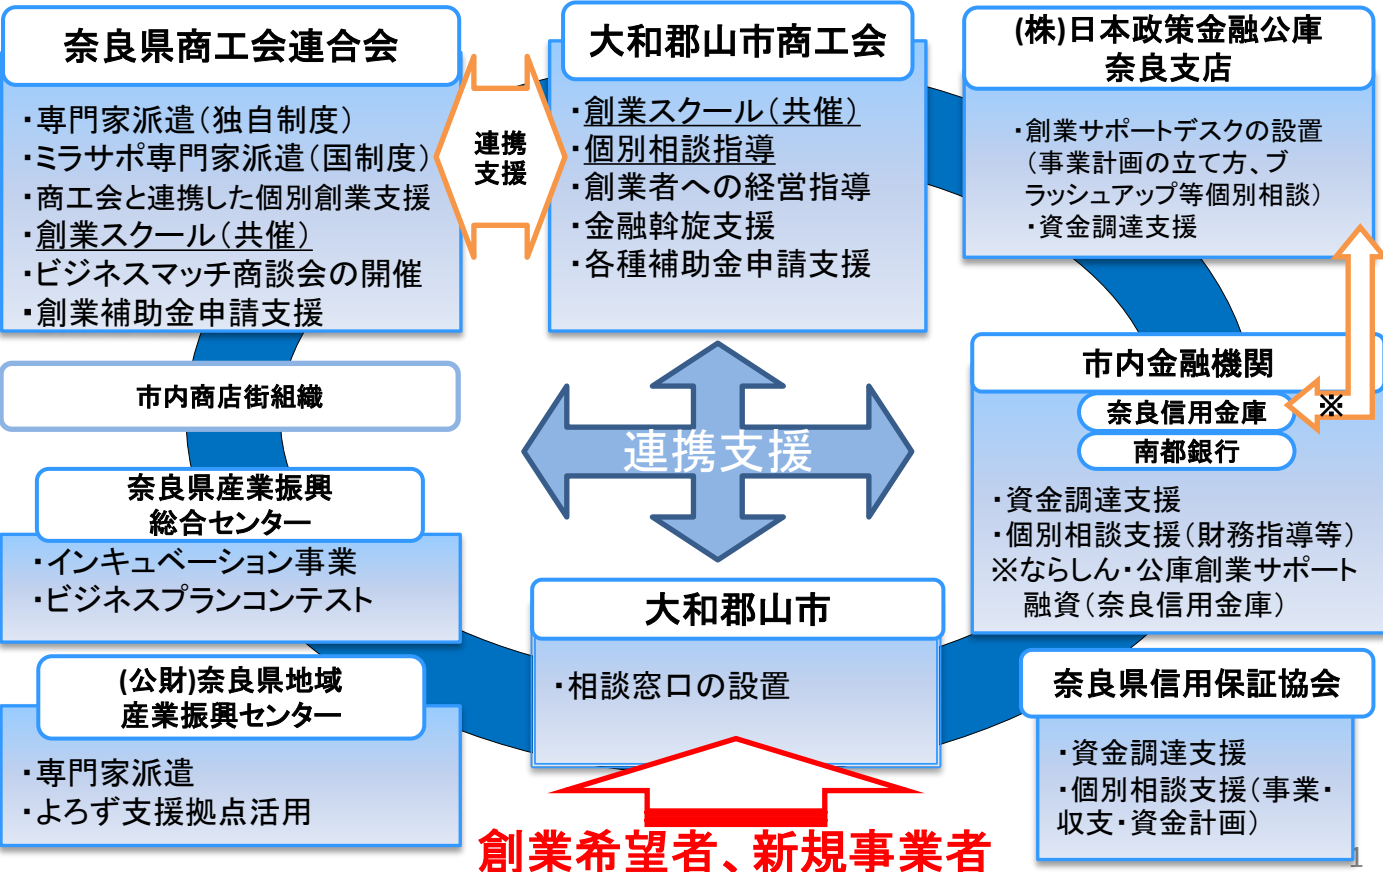 奈良県商工会連合会
・専門家派遣（独自制度）
・ミラサポ専門家派遣（国制度）
・商工会と連携した個別創業支援
・創業スクール（共催）
・ビジネスマッチ商談会の開催
・創業補助金申請支援
連携
支援
大和郡山市商工会
・創業スクール（共催）
・個別相談指導
・創業者への経営指導
・金融斡旋支援
・各種補助金申請支援
(株)日本政策金融公庫
奈良支店
・創業サポートデスクの設置
（事業計画の立て方、ブ
ラッシュアップ等個別相談）
・資金調達支援
市内商店街組織
連携支援
市内金融機関
奈良信用金庫
※
南都銀行
・資金調達支援
・個別相談支援（財務指導等）
※ならしん・公庫創業サポート
融資（奈良信用金庫）
奈良県産業振興
総合センター
・インキュベーション事業
・ビジネスプランコンテスト
大和郡山市
・相談窓口の設置
(公財)奈良県地域
産業振興センター
・専門家派遣
・よろず支援拠点活用
奈良県信用保証協会
・資金調達支援
・個別相談支援（事業・
収支・資金計画）
創業希望者、新規事業者
1